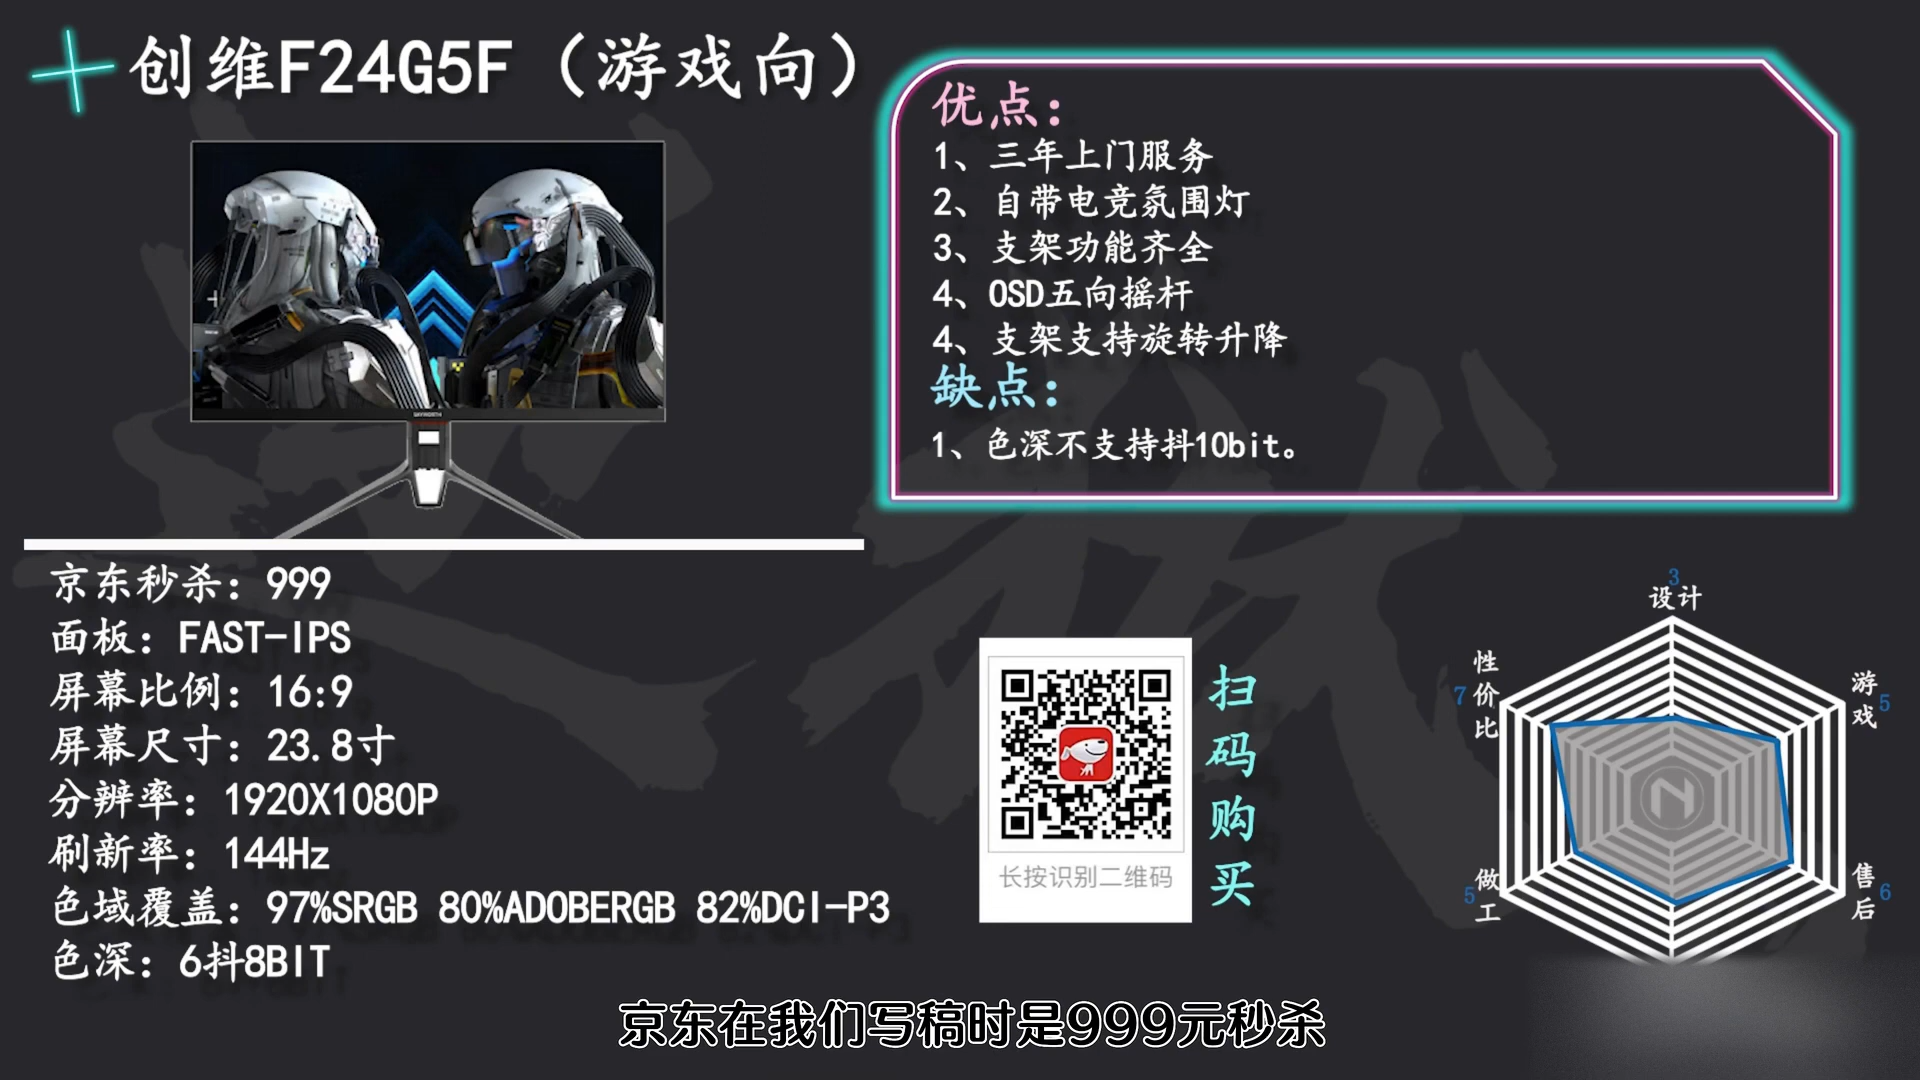 创维F24G5F（游戏向）
优点：
1、三年上门服务
2、自带电竞氛围灯
3、支架功能齐全
4、OSD五向摇杆
4、支架支持旋转升降
缺点：
1、色深不支持抖10bit。
SKYWORTH
京东秒杀：999
面板：FAST-IPS
屏幕比例：16:9
屏幕尺寸：23.8寸
分辨率：1920X1080P
刷新率：144Hz
色域覆盖：97%SRGB 80%ADOBERGB 82%DCI-P3
色深：6抖8BIT
长按识别二维码
扫码购买
3
设计
游戏 5
售后 6
做工 5
性价比 7
N
京东在我们写稿时是999元秒杀